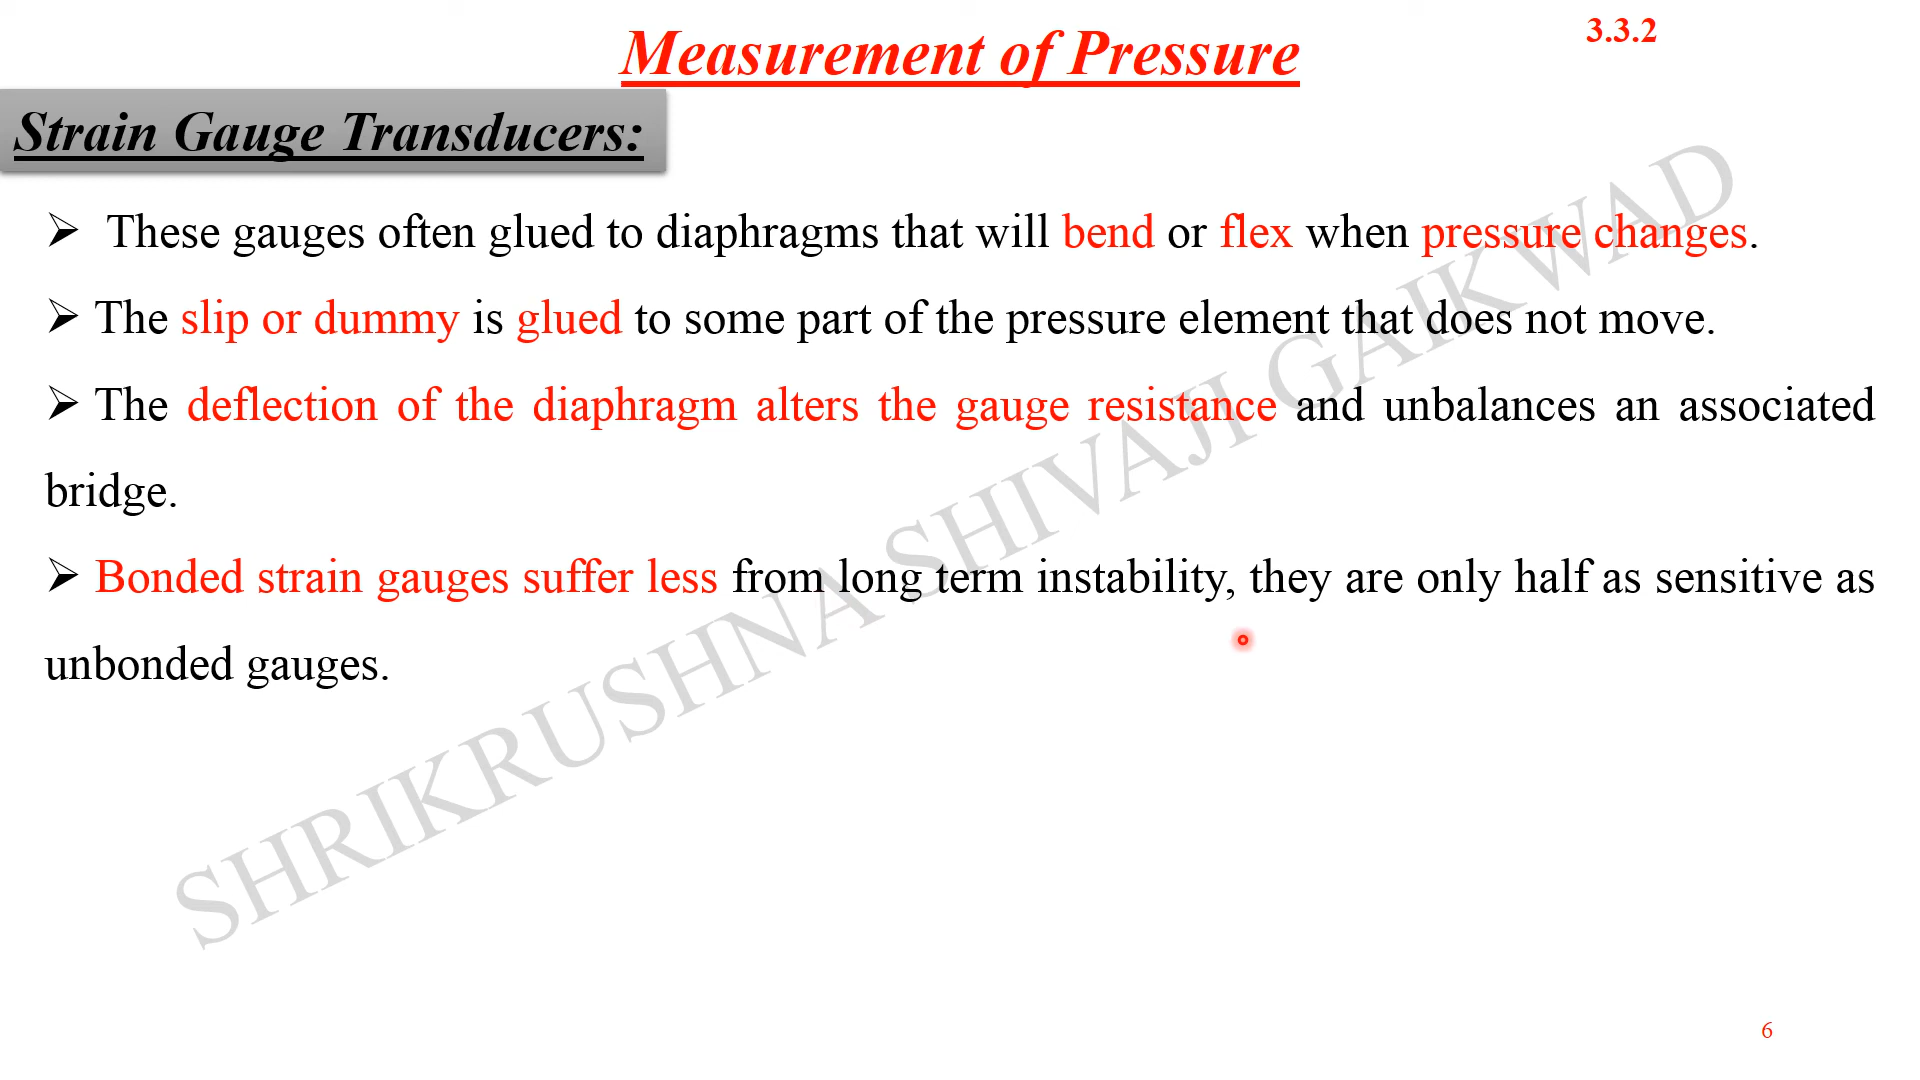 Measurement of Pressure
3.3.2
Strain Gauge Transducers:
➢ These gauges often glued to diaphragms that will bend or flex when pressure changes.
➢ The slip or dummy is glued to some part of the pressure element that does not move.
➢ The deflection of the diaphragm alters the gauge resistance and unbalances an associated
bridge.
➢ Bonded strain gauges suffer less from long term instability, they are only half as sensitive as
unbonded gauges.
SHRIKRUSHNA SHIVAJI GAIKWAD
6